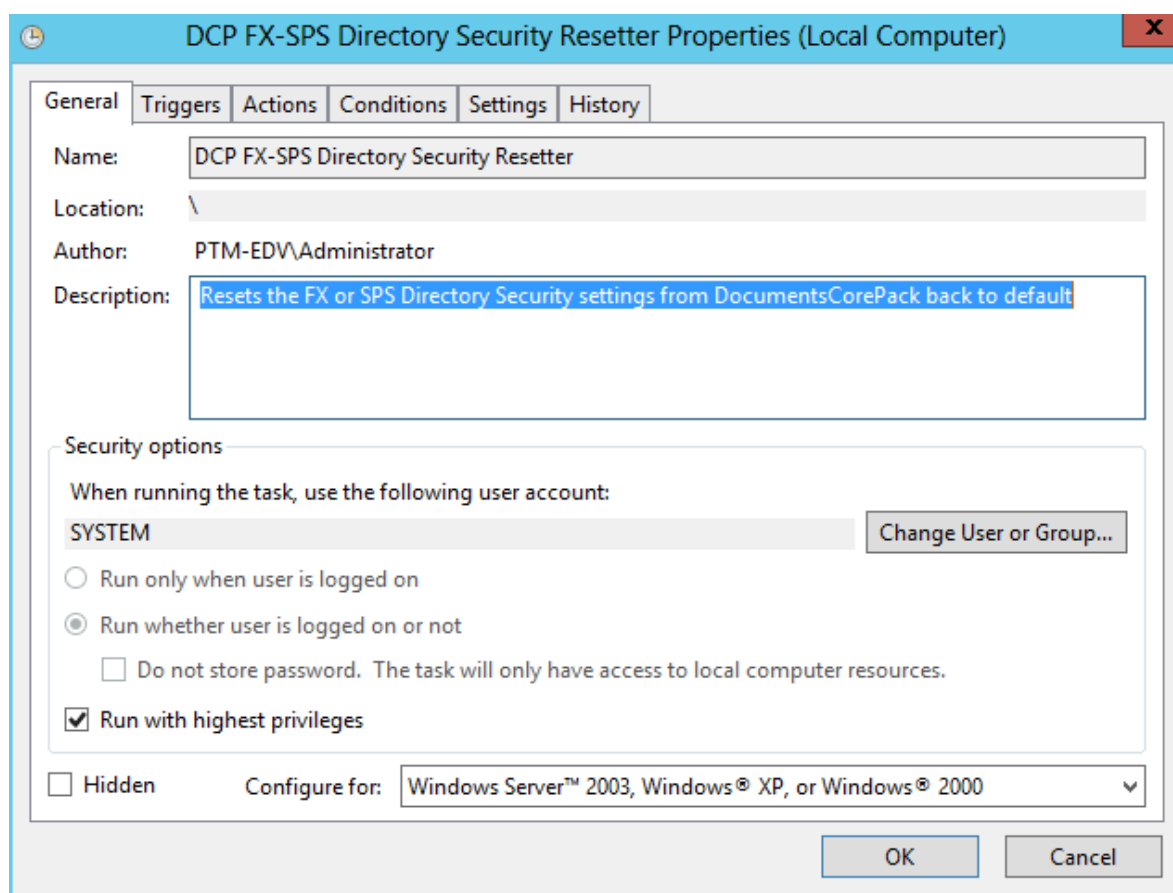 DCP FX-SPS Directory Security Resetter Properties (Local Computer)
x
General Triggers Actions Conditions Settings History
Name: DCP FX-SPS Directory Security Resetter
Location: \
Author: PTM-EDV\Administrator
Description: Resets the FX or SPS Directory Security settings from DocumentsCorePack back to default
Security options
When running the task, use the following user account:
SYSTEM Change User or Group...
Run only when user is logged on
Run whether user is logged on or not
Do not store password. The task will only have access to local computer resources.
Run with highest privileges
Hidden Configure for: Windows Server™ 2003, Windows® XP, or Windows® 2000
OK Cancel